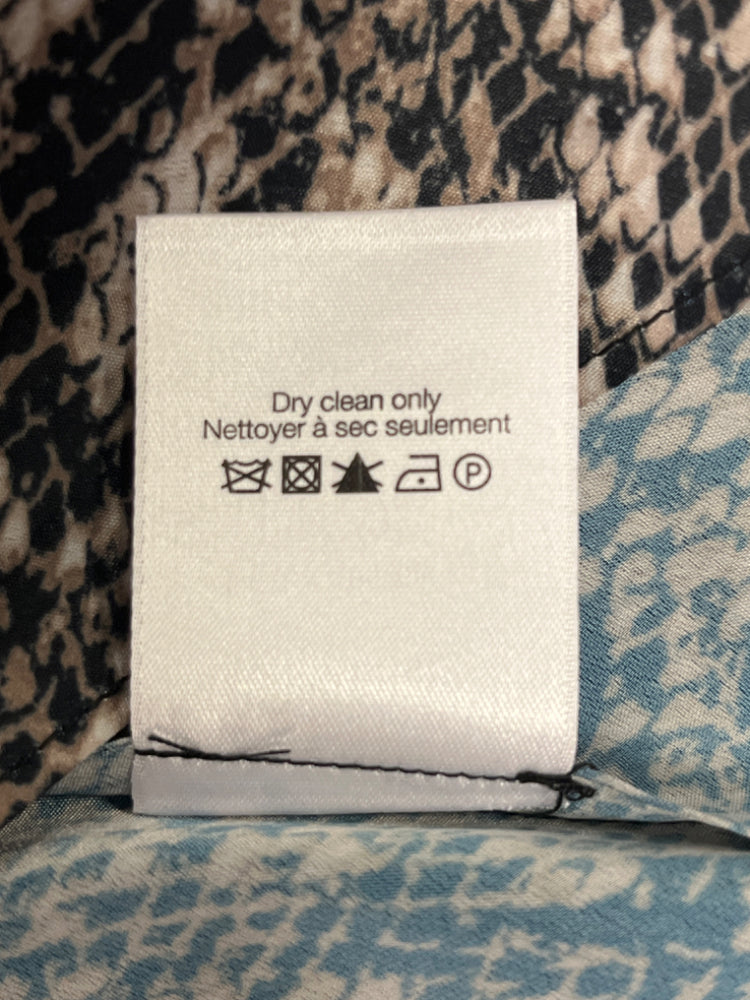 Dry clean only
Nettoyer à sec seulement
P